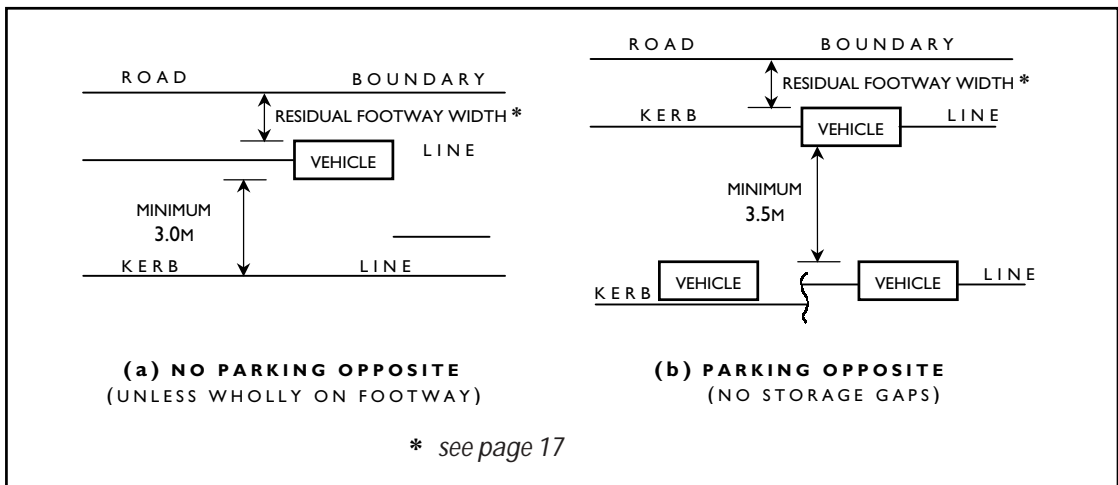 ROAD BOUNDARY
RESIDUAL FOOTWAY WIDTH *
LINE
VEHICLE
MINIMUM
3.0M
KERB LINE
(a) NO PARKING OPPOSITE
(UNLESS WHOLLY ON FOOTWAY)
ROAD BOUNDARY
RESIDUAL FOOTWAY WIDTH *
KERB VEHICLE LINE
MINIMUM
3.5M
VEHICLE VEHICLE LINE
KERB
(b) PARKING OPPOSITE
(NO STORAGE GAPS)
* see page 17